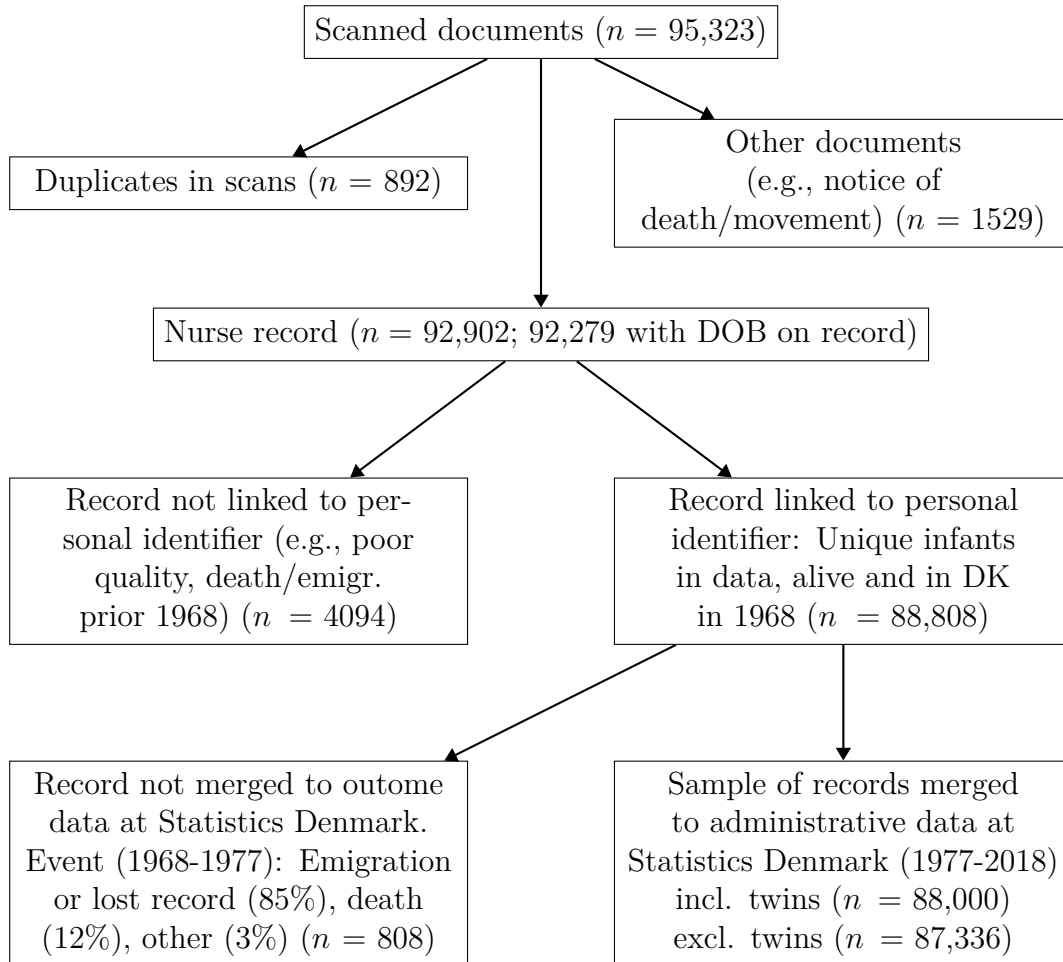 Scanned documents (n = 95,323)
Duplicates in scans (n = 892)
Other documents
(e.g., notice of
death/movement) (n = 1529)
Nurse record (n = 92,902; 92,279 with DOB on record)
Record not linked to per-
sonal identifier (e.g., poor
quality, death/emigr.
prior 1968) (n = 4094)
Record linked to personal
identifier: Unique infants
in data, alive and in DK
in 1968 (n = 88,808)
Record not merged to outome
data at Statistics Denmark.
Event (1968-1977): Emigration
or lost record (85%), death
(12%), other (3%) (n = 808)
Sample of records merged
to administrative data at
Statistics Denmark (1977-2018)
incl. twins (n = 88,000)
excl. twins (n = 87,336)